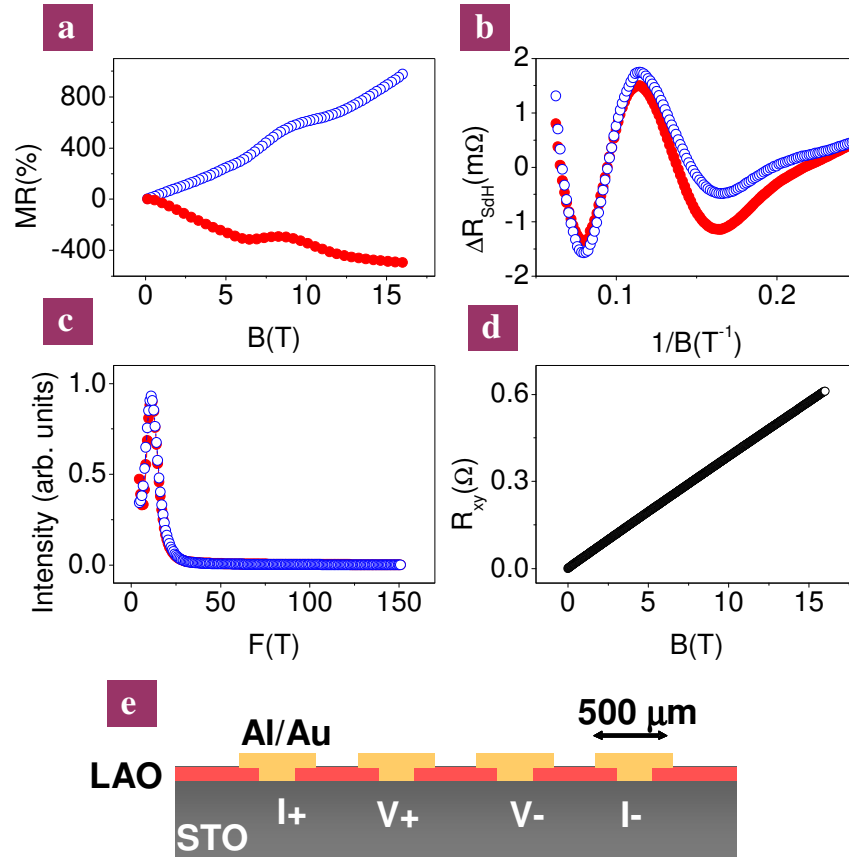 a
MR(%)
800
400
0
-400
0 5 10 15
B(T)
b
ΔR_SdH(mΩ)
2
1
0
-1
-2
0.1 0.2
1/B(T⁻¹)
c
Intensity (arb. units)
1.0
0.5
0.0
0 50 100 150
F(T)
d
R_xy(Ω)
0.6
0.3
0.0
0 5 10 15
B(T)
e
Al/Au
500 μm
LAO
I+ V+ V- I-
STO